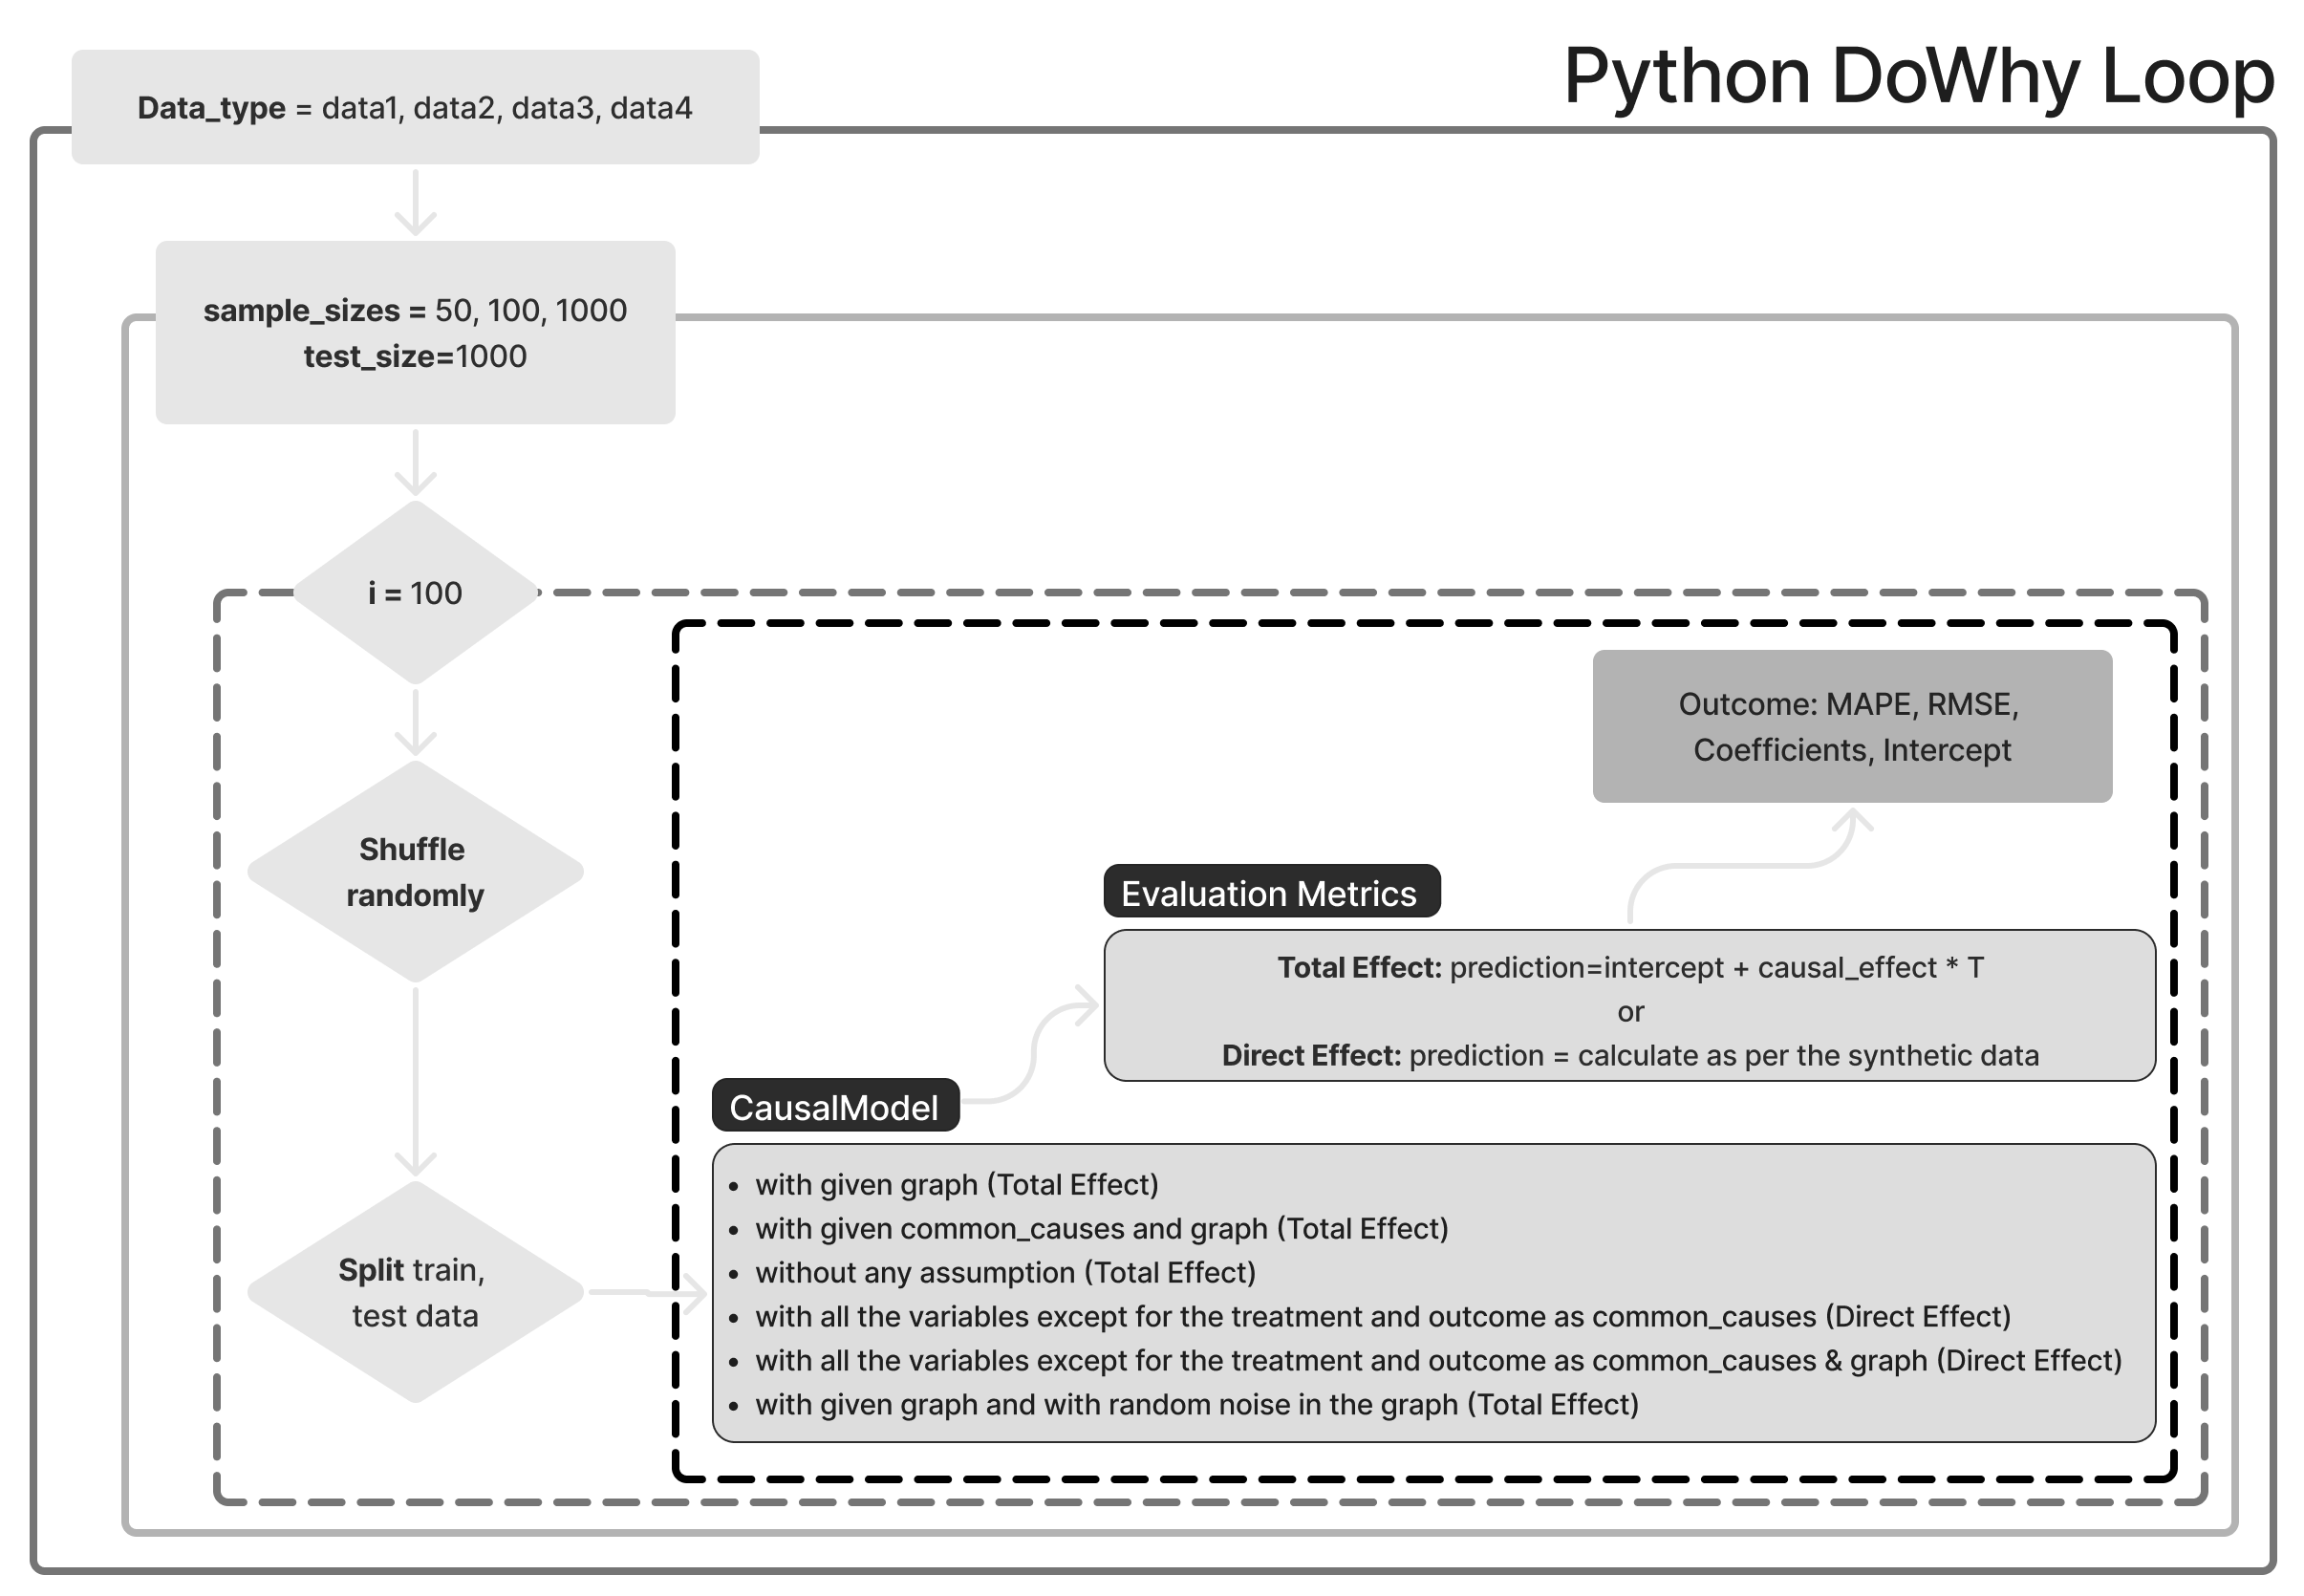 Python DoWhy Loop
Data_type = data1, data2, data3, data4
sample_sizes = 50, 100, 1000
test_size=1000
i = 100
Shuffle
randomly
Split train,
test data
CausalModel
• with given graph (Total Effect)
• with given common_causes and graph (Total Effect)
• without any assumption (Total Effect)
• with all the variables except for the treatment and outcome as common_causes (Direct Effect)
• with all the variables except for the treatment and outcome as common_causes & graph (Direct Effect)
• with given graph and with random noise in the graph (Total Effect)
Evaluation Metrics
Total Effect: prediction=intercept + causal_effect * T
or
Direct Effect: prediction = calculate as per the synthetic data
Outcome: MAPE, RMSE,
Coefficients, Intercept